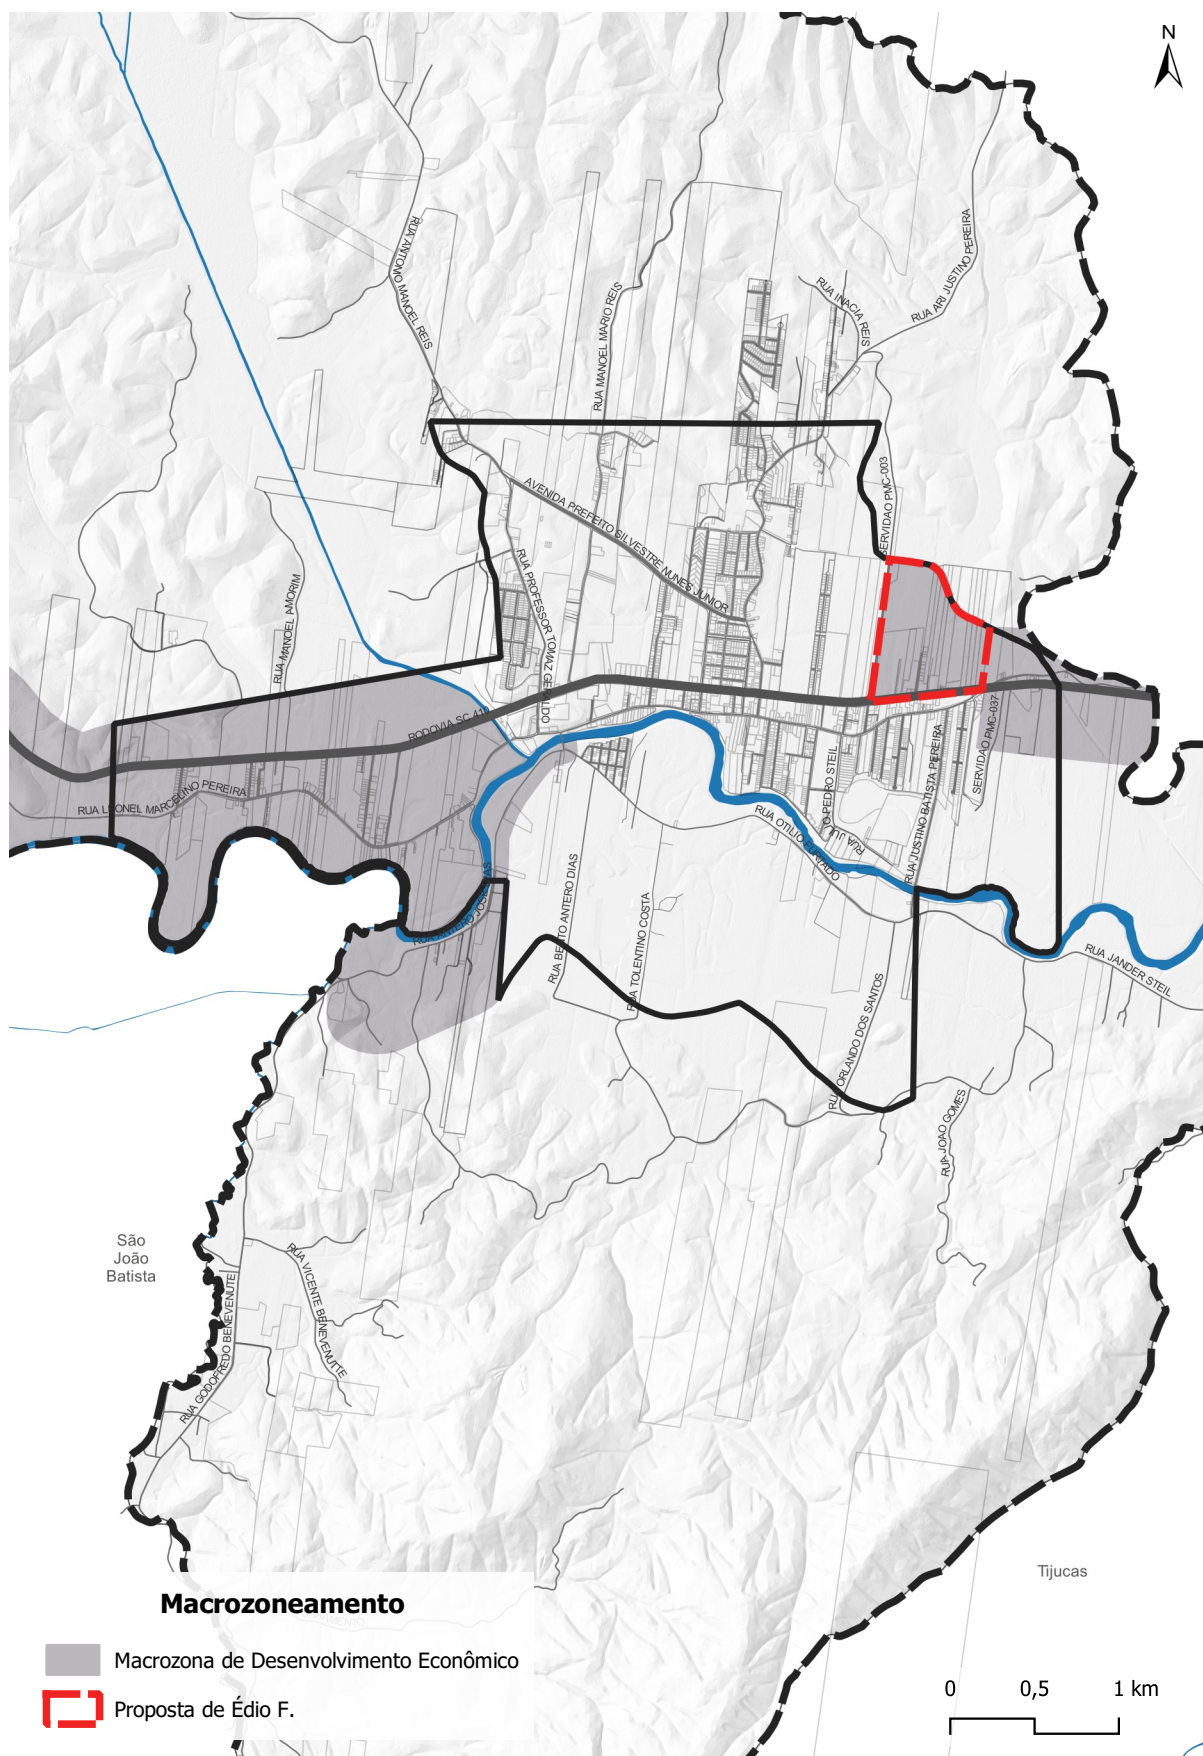 N
RUA ANTONIO MANOEL REIS
RUA MANOEL MARIO REIS
RUA INACIA REIS
RUA ARI JUSTINO PEREIRA
SERVIDAO PMC-003
AVENIDA PREFEITO SILVESTRE NUNES JUNIOR
RUA PROFESSOR TOMAZ GERALDO
RUA MANOEL AMORIM
RODOVIA SC 41
RUA LEONEL MARCELINO PEREIRA
SERVIDAO PMC-037
RUA JUSTINO BATISTA PEREIRA
PEDRO STEIL
RUA OTILIO FURTADO
RUA BENTO ANTERO DIAS
RUA TOLENTINO COSTA
RUA ORLANDO DOS SANTOS
RUA JANDER STEIL
RUA JOAO GOMES
São
João
Batista
RUA VICENTE BENEVENUTTE
RUA GODOFREDO BENEVENUTE
Tijucas
Macrozoneamento
Macrozona de Desenvolvimento Econômico
Proposta de Édio F.
0 0,5 1 km